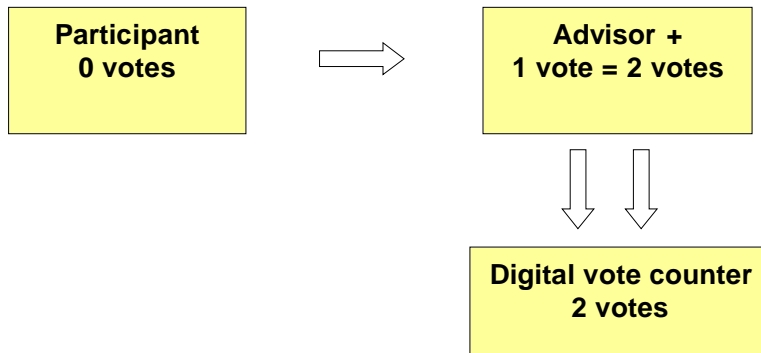 Participant
0 votes
Advisor +
1 vote = 2 votes
Digital vote counter
2 votes